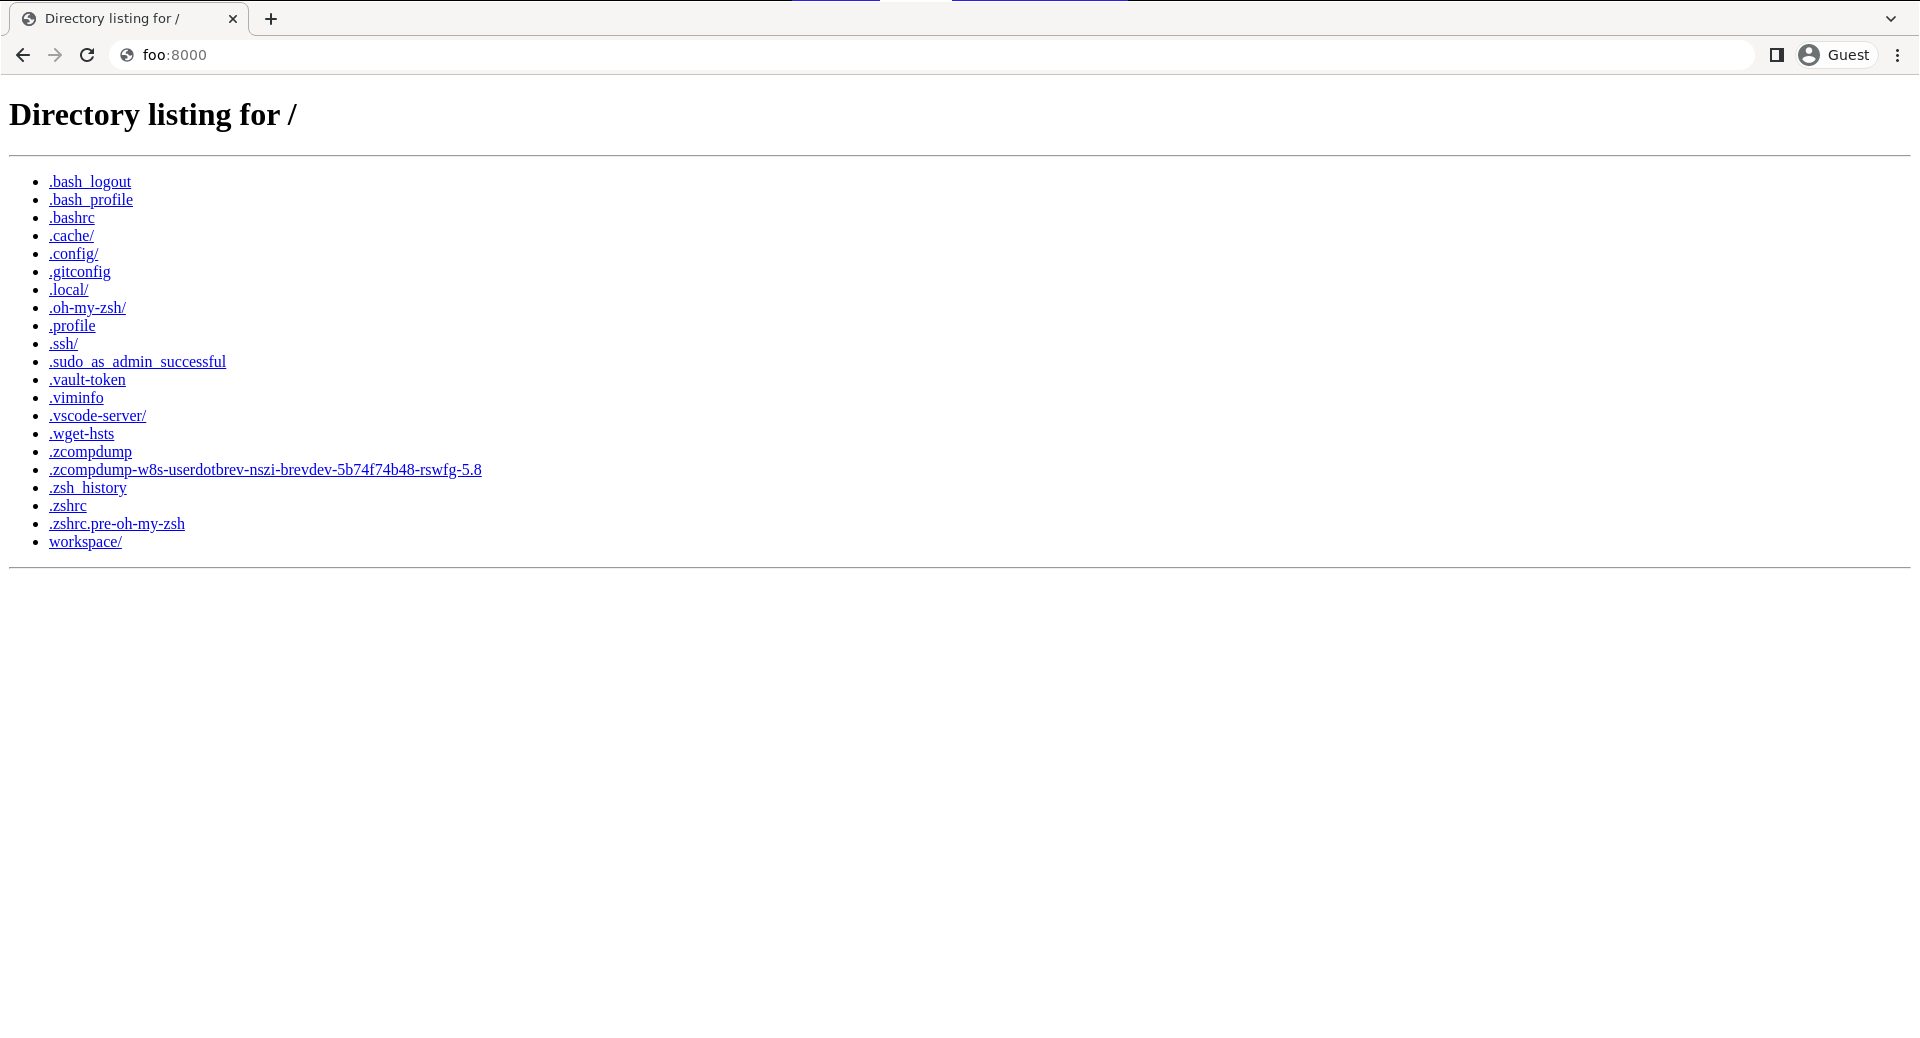 Directory listing for /
foo:8000
Guest
Directory listing for /
.bash_logout
.bash_profile
.bashrc
.cache/
.config/
.gitconfig
.local/
.oh-my-zsh/
.profile
.ssh/
.sudo_as_admin_successful
.vault-token
.viminfo
.vscode-server/
.wget-hsts
.zcompdump
.zcompdump-w8s-userdotbrev-nszi-brevdev-5b74f74b48-rswfg-5.8
.zsh_history
.zshrc
.zshrc.pre-oh-my-zsh
workspace/